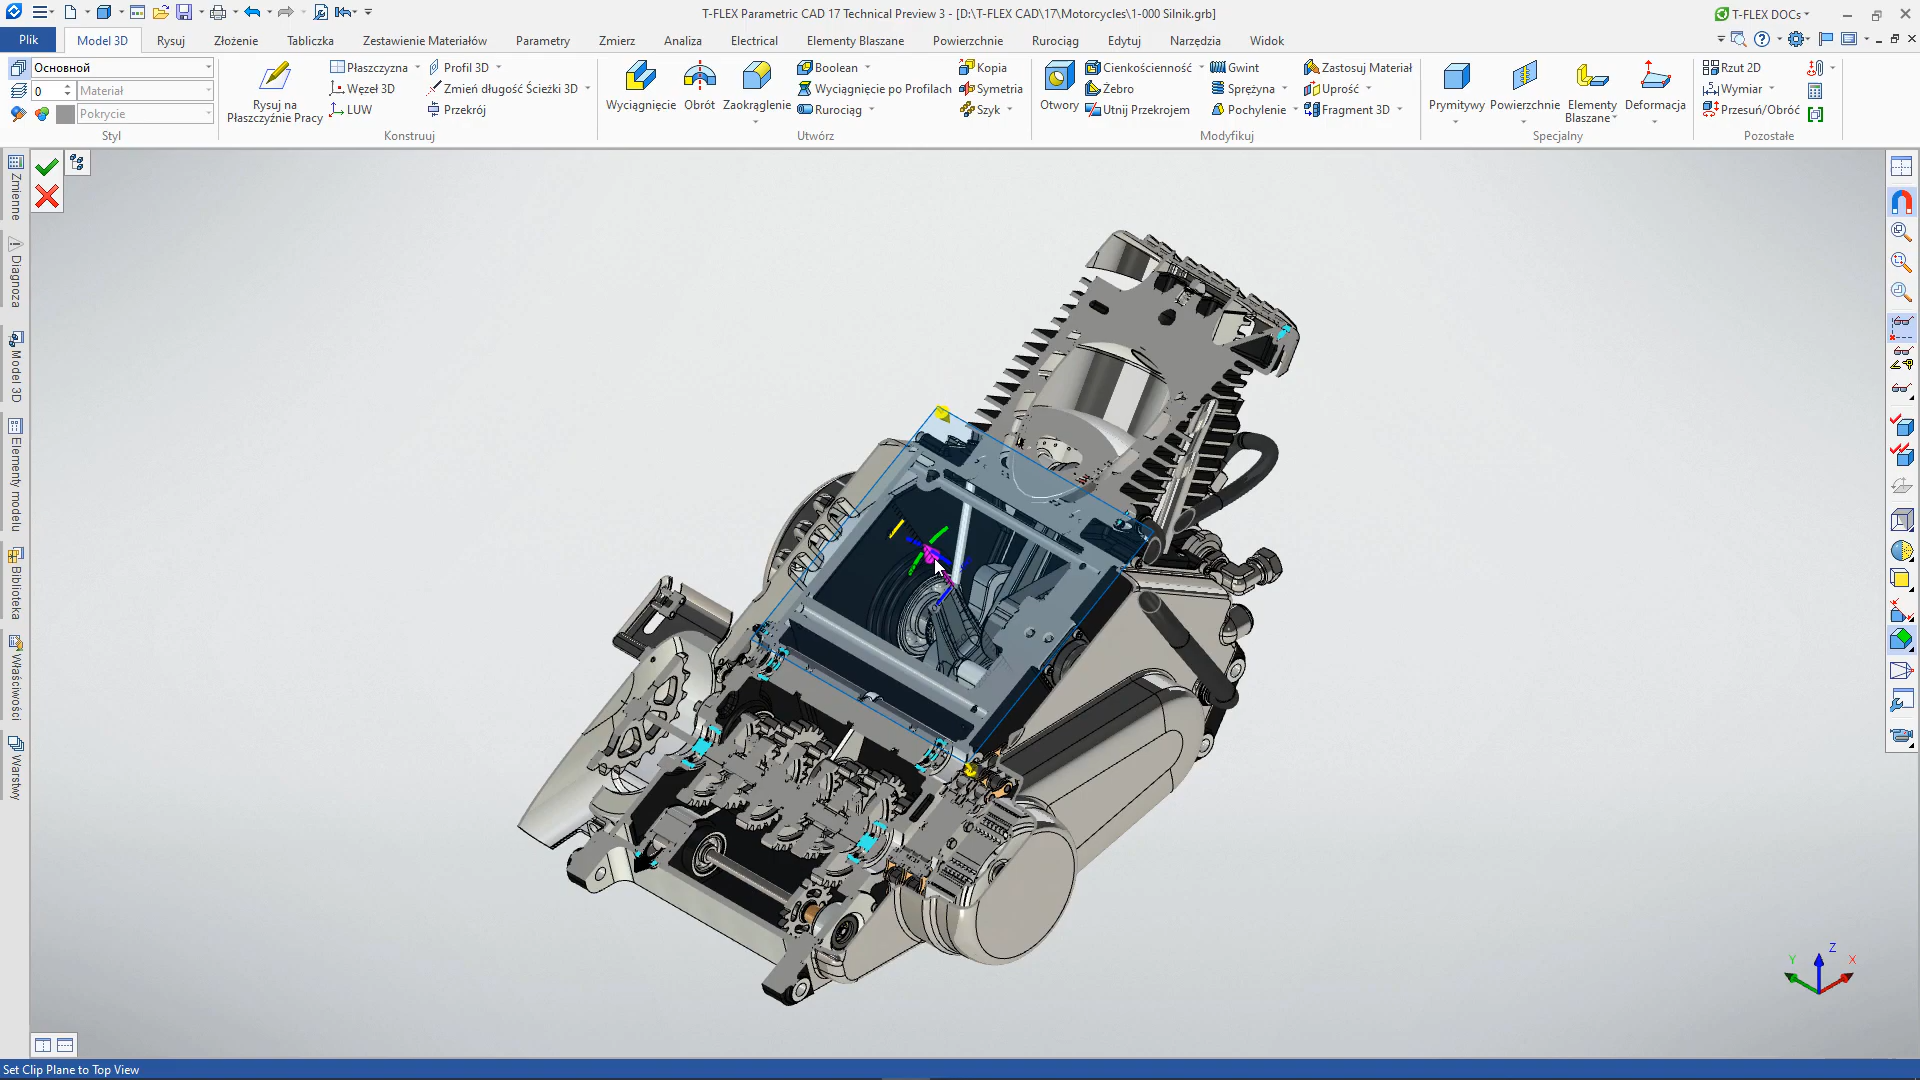 T-FLEX Parametric CAD 17 Technical Preview 3 - [D:\T-FLEX CAD\17\Motorcycles\1-000 Silnik.grb]
T-FLEX DOCs
Plik
Model 3D
Rysuj
Złożenie
Tabliczka
Zestawienie Materiałów
Parametry
Zmierz
Analiza
Electrical
Elementy Blaszane
Powierzchnie
Rurociąg
Edytuj
Narzędzia
Widok
Основной
0
Materiał
Pokrycie
Styl
Rysuj na
Płaszczyźnie Pracy
Płaszczyzna
Węzeł 3D
LUW
Profil 3D
Zmień długość Ścieżki 3D
Przekrój
Konstruuj
Wyciągnięcie
Obrót
Zaokrąglenie
Boolean
Wyciągnięcie po Profilach
Rurociąg
Kopia
Symetria
Szyk
Utwórz
Otwory
Cienkościenność
Żebro
Utnij Przekrojem
Gwint
Sprężyna
Pochylenie
Zastosuj Materiał
Uprość
Fragment 3D
Modyfikuj
Prymitywy
Powierzchnie
Elementy
Blaszane
Deformacja
Specjalny
Rzut 2D
Wymiar
Przesuń/Obróć
Pozostałe
Zmienne
Diagnoza
Model 3D
Elementy modelu
Biblioteka
Właściwości
Warstwy
Z
Y
X
Set Clip Plane to Top View